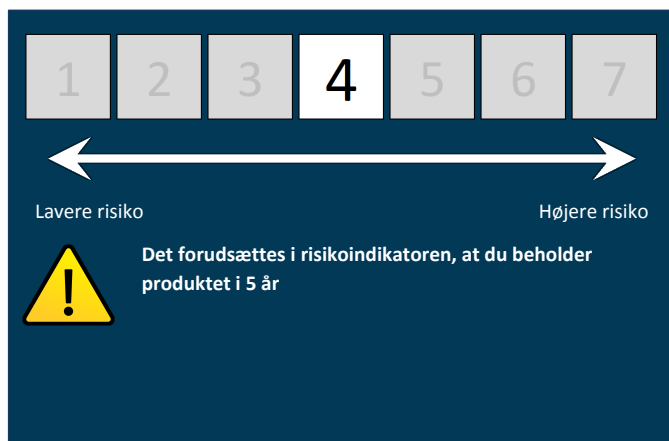 1 2 3 4 5 6 7
Lavere risiko Højere risiko
Det forudsættes i risikoindikatoren, at du beholder
produktet i 5 år